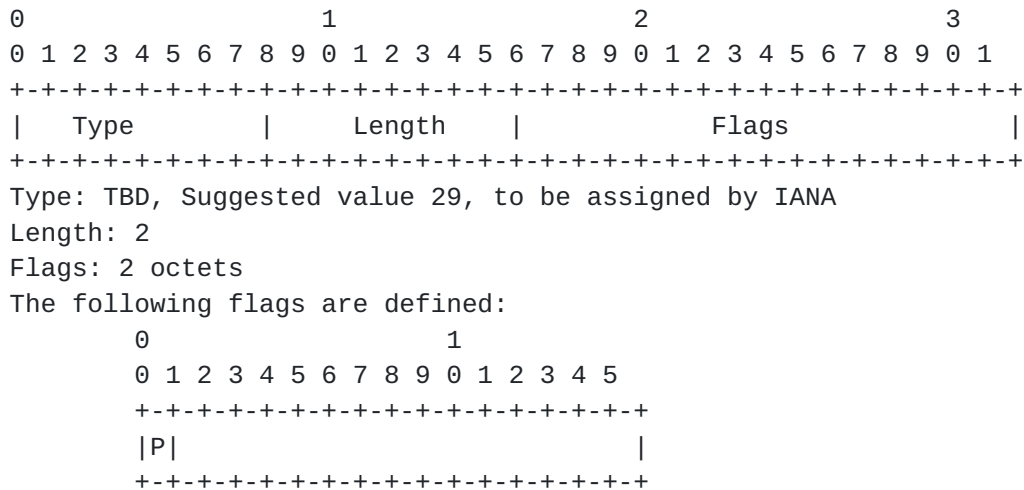 0                   1                   2                   3
0 1 2 3 4 5 6 7 8 9 0 1 2 3 4 5 6 7 8 9 0 1 2 3 4 5 6 7 8 9 0 1
+-+-+-+-+-+-+-+-+-+-+-+-+-+-+-+-+-+-+-+-+-+-+-+-+-+-+-+-+-+-+-+-+
|   Type        |     Length    |            Flags              |
+-+-+-+-+-+-+-+-+-+-+-+-+-+-+-+-+-+-+-+-+-+-+-+-+-+-+-+-+-+-+-+-+
Type: TBD, Suggested value 29, to be assigned by IANA
Length: 2
Flags: 2 octets
The following flags are defined:
        0                   1
        0 1 2 3 4 5 6 7 8 9 0 1 2 3 4 5
        +-+-+-+-+-+-+-+-+-+-+-+-+-+-+-+-+
        |P|                             |
        +-+-+-+-+-+-+-+-+-+-+-+-+-+-+-+-+